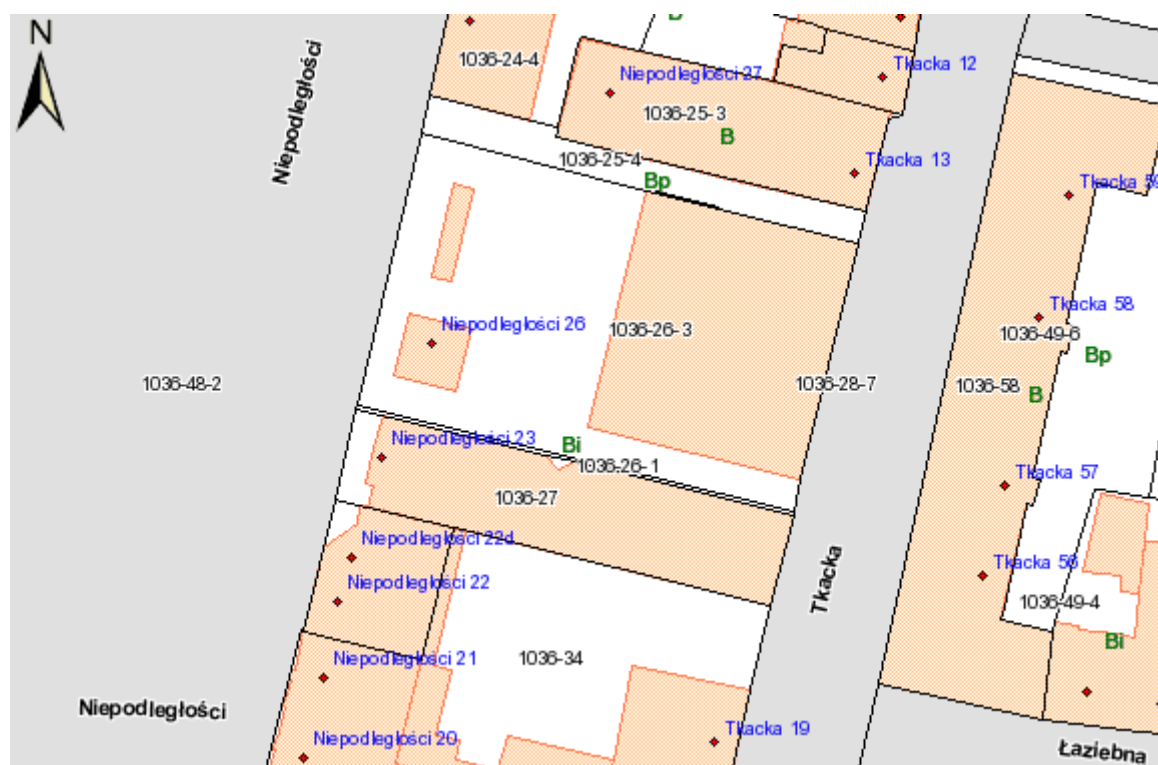 N
B
1036-24-4
Niepodległości
Niepodległości 27
Tkacka 12
1036-25-3
B
1036-25-4
Tkacka 13
Bp
Tkacka 59
Niepodległości 26
1036-26-3
Tkacka 58
1036-49-6
Bp
1036-48-2
1036-28-7
1036-58
B
Niepodległości 23
Bi
1036-26-1
Tkacka 57
1036-27
Niepodległości 22d
Tkacka 56
Niepodległości 22
Tkacka
1036-49-4
Bi
Niepodległości 21
1036-34
Niepodległości
Niepodległości 20
Tkacka 19
Łaziebna